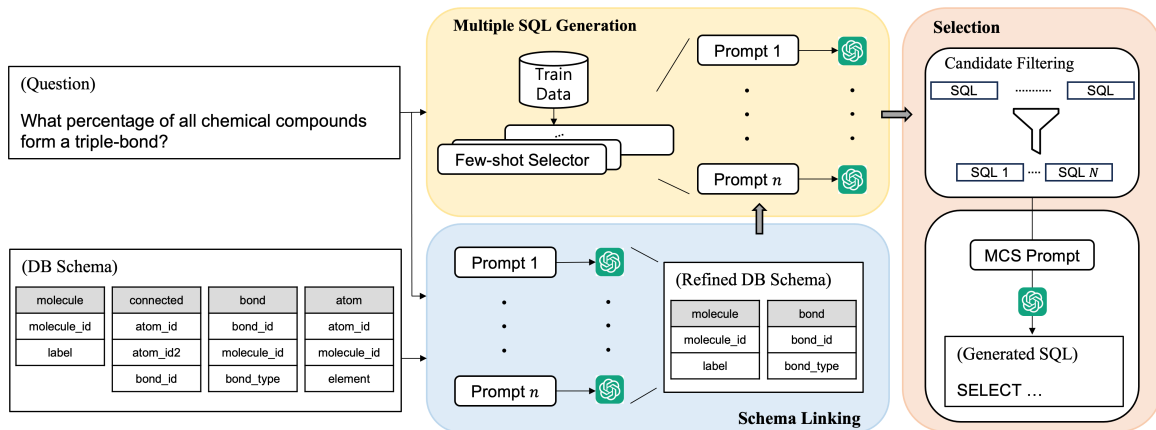 (Question)
What percentage of all chemical compounds
form a triple-bond?
(DB Schema)
molecule
molecule_id
label
connected
atom_id
atom_id2
bond_id
bond
bond_id
molecule_id
bond_type
atom
atom_id
molecule_id
element
Multiple SQL Generation
Train
Data
...
Few-shot Selector
Prompt 1
Prompt n
Prompt 1
Prompt n
(Refined DB Schema)
molecule
molecule_id
label
bond
bond_id
bond_type
Schema Linking
Selection
Candidate Filtering
SQL ........... SQL
SQL 1 .... SQL N
MCS Prompt
(Generated SQL)
SELECT ...